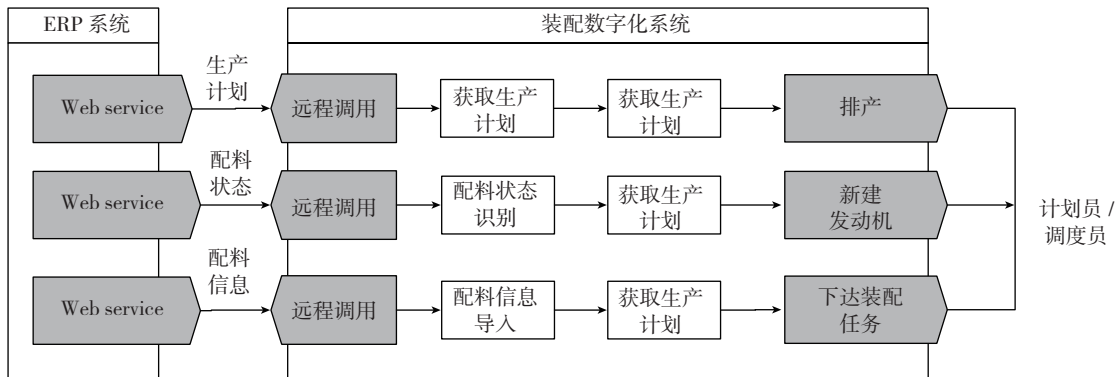 ERP 系统
装配数字化系统
生产
计划
Web service
远程调用
获取生产
计划
获取生产
计划
排产
配料
状态
Web service
远程调用
配料状态
识别
获取生产
计划
新建
发动机
计划员 /
调度员
配料
信息
Web service
远程调用
配料信息
导入
获取生产
计划
下达装配
任务